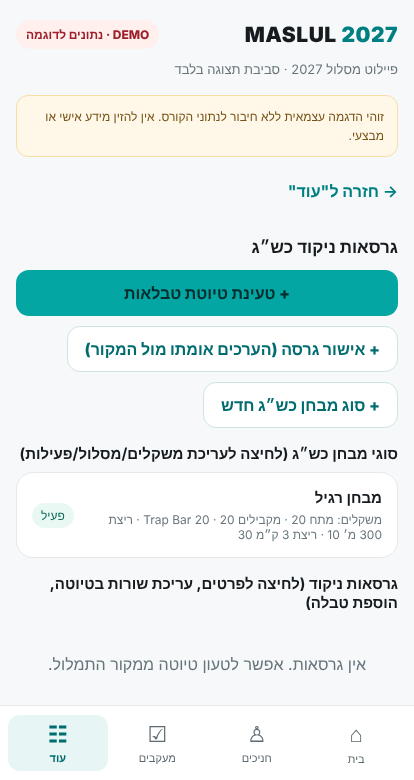 MASLUL 2027
DEMO · נתונים לדוגמה
פיילוט מסלול 2027 · סביבת תצוגה בלבד
זוהי הדגמה עצמאית ללא חיבור לנתוני הקורס. אין להזין מידע אישי או
מבצעי.
→ חזרה ל"עוד"
גרסאות ניקוד כש״ג
+ טעינת טיוטת טבלאות
+ אישור גרסה (הערכים אומתו מול המקור)
+ סוג מבחן כש״ג חדש
סוגי מבחן כש״ג (לחיצה לעריכת משקלים/מסלול/פעילות)
מבחן רגיל
משקלים: מתח 20 · מקבילים 20 · Trap Bar 20 · ריצת
300 מ׳ 10 · ריצת 3 ק״מ 30
פעיל
גרסאות ניקוד (לחיצה לפרטים, עריכת שורות בטיוטה,
הוספת טבלה)
אין גרסאות. אפשר לטעון טיוטה ממקור התמלול.
בית
חניכים
מעקבים
עוד